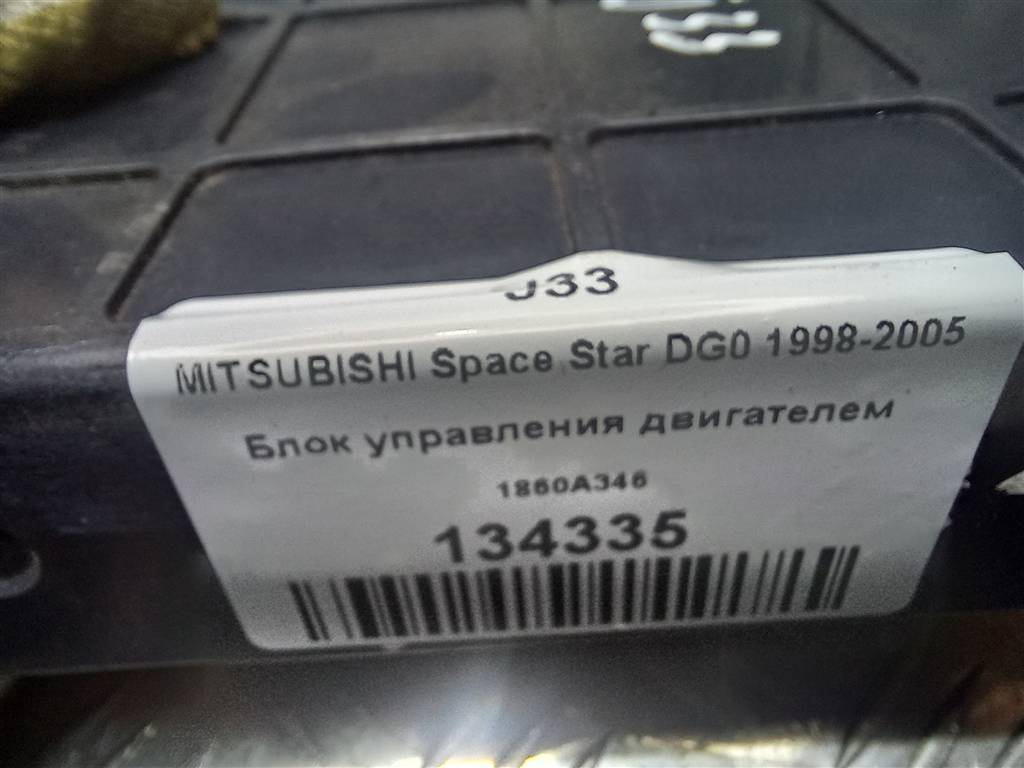 J33
MITSUBISHI Space Star DG0 1998-2005
Блок управления двигателем
1860A346
134335